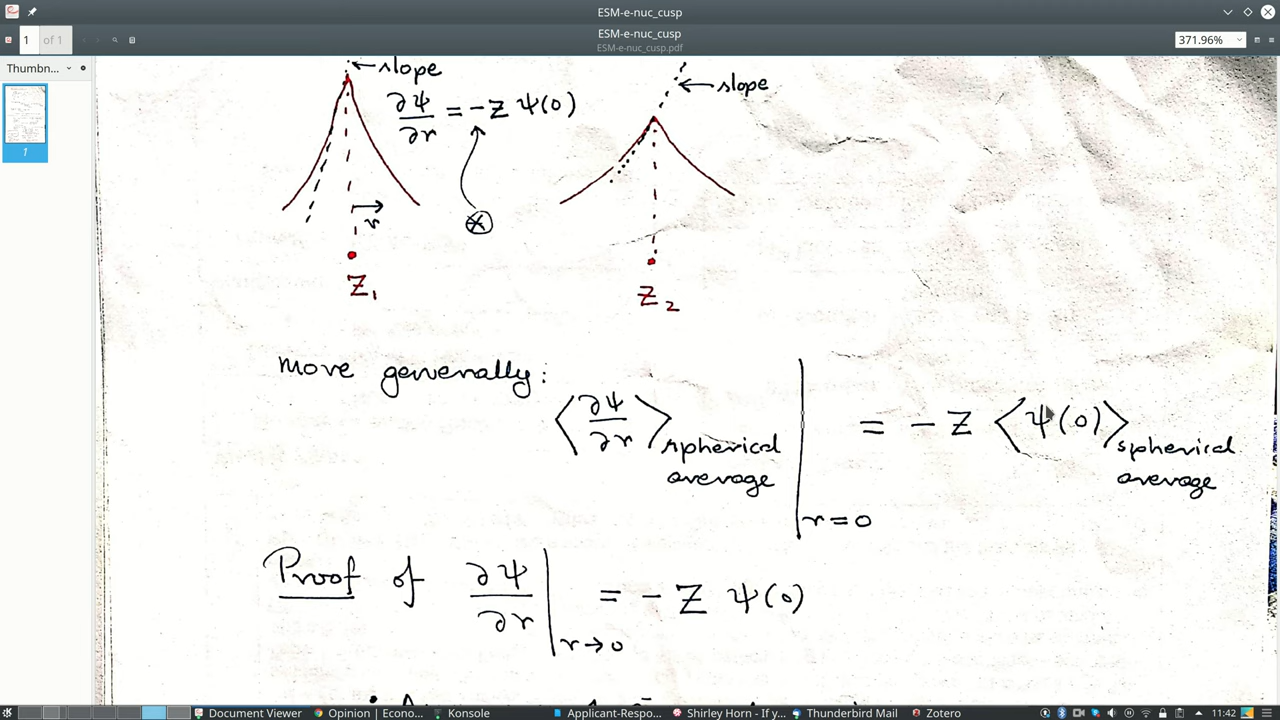 ESM-e-nuc_cusp
ESM-e-nuc_cusp
ESM-e-nuc_cusp.pdf
1 of 1
371.96%
Thumbn...
1
←slope
∂Ψ/∂r = -Z Ψ(0)
←slope
r
Z₁
Z₂
More generally:
⟨∂Ψ/∂r⟩ spherical average |r=0 = - Z ⟨Ψ(0)⟩ spherical average
Proof of ∂Ψ/∂r |r→0 = - Z Ψ(0)
Document Viewer
Opinion | Econo...
Konsole
Applicant-Respo...
Shirley Horn - If y...
Thunderbird Mail
Zotero
11:42